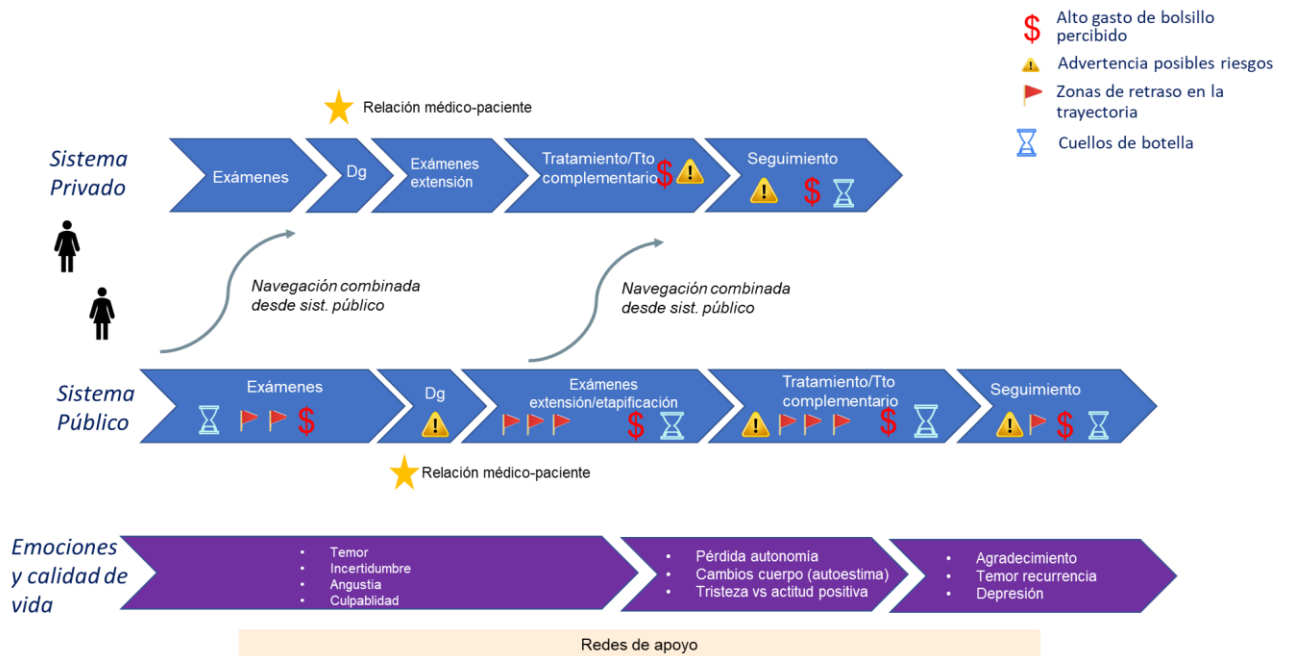 $ Alto gasto de bolsillo
percibido
Advertencia posibles riesgos
Zonas de retraso en la
trayectoria
Cuellos de botella
Relación médico-paciente
Sistema
Privado
Exámenes
Dg
Exámenes
extensión
Tratamiento/Tto
complementario $
Seguimiento
$
Navegación combinada
desde sist. público
Navegación combinada
desde sist. público
Sistema
Público
Exámenes
$
Dg
Exámenes
extensión/etapificación
$
Tratamiento/Tto
complementario
$
Seguimiento
$
Relación médico-paciente
Emociones
y calidad de
vida
• Temor
• Incertidumbre
• Angustia
• Culpablidad
• Pérdida autonomía
• Cambios cuerpo (autoestima)
• Tristeza vs actitud positiva
• Agradecimiento
• Temor recurrencia
• Depresión
Redes de apoyo